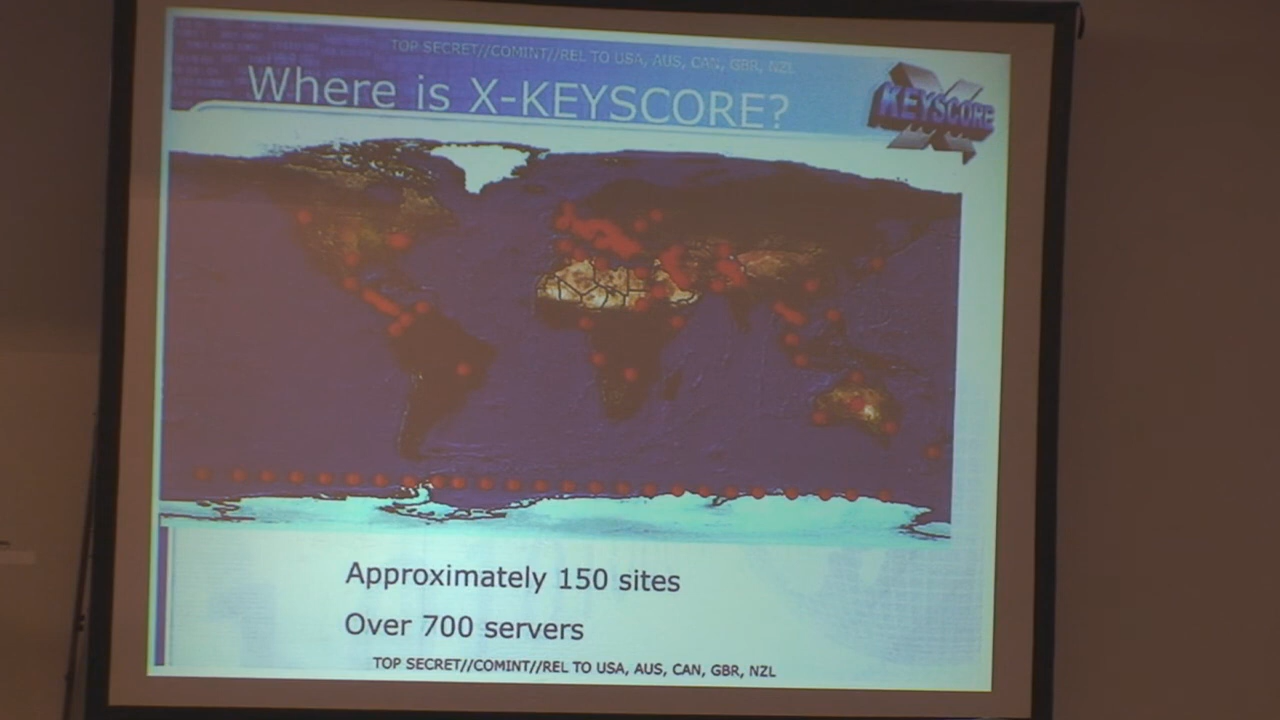 TOP SECRET//COMINT//REL TO USA, AUS, CAN, GBR, NZL
Where is X-KEYSCORE?
X KEYSCORE
Approximately 150 sites
Over 700 servers
TOP SECRET//COMINT//REL TO USA, AUS, CAN, GBR, NZL